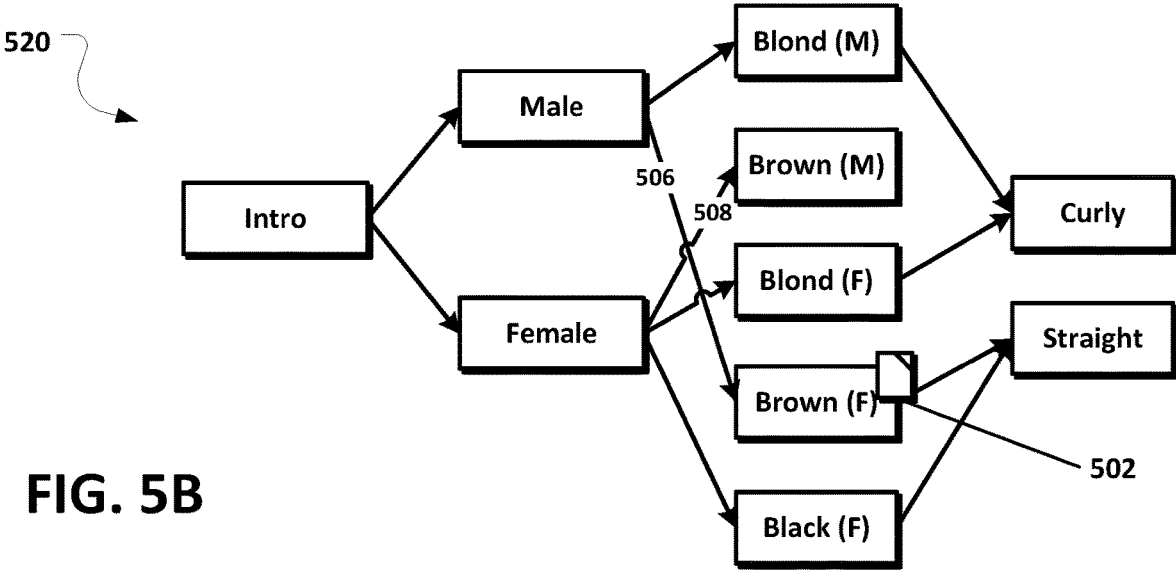 520
Blond (M)
Male
Brown (M)
506
508
Intro
Curly
Blond (F)
Female
Straight
Brown (F)
502
FIG. 5B
Black (F)